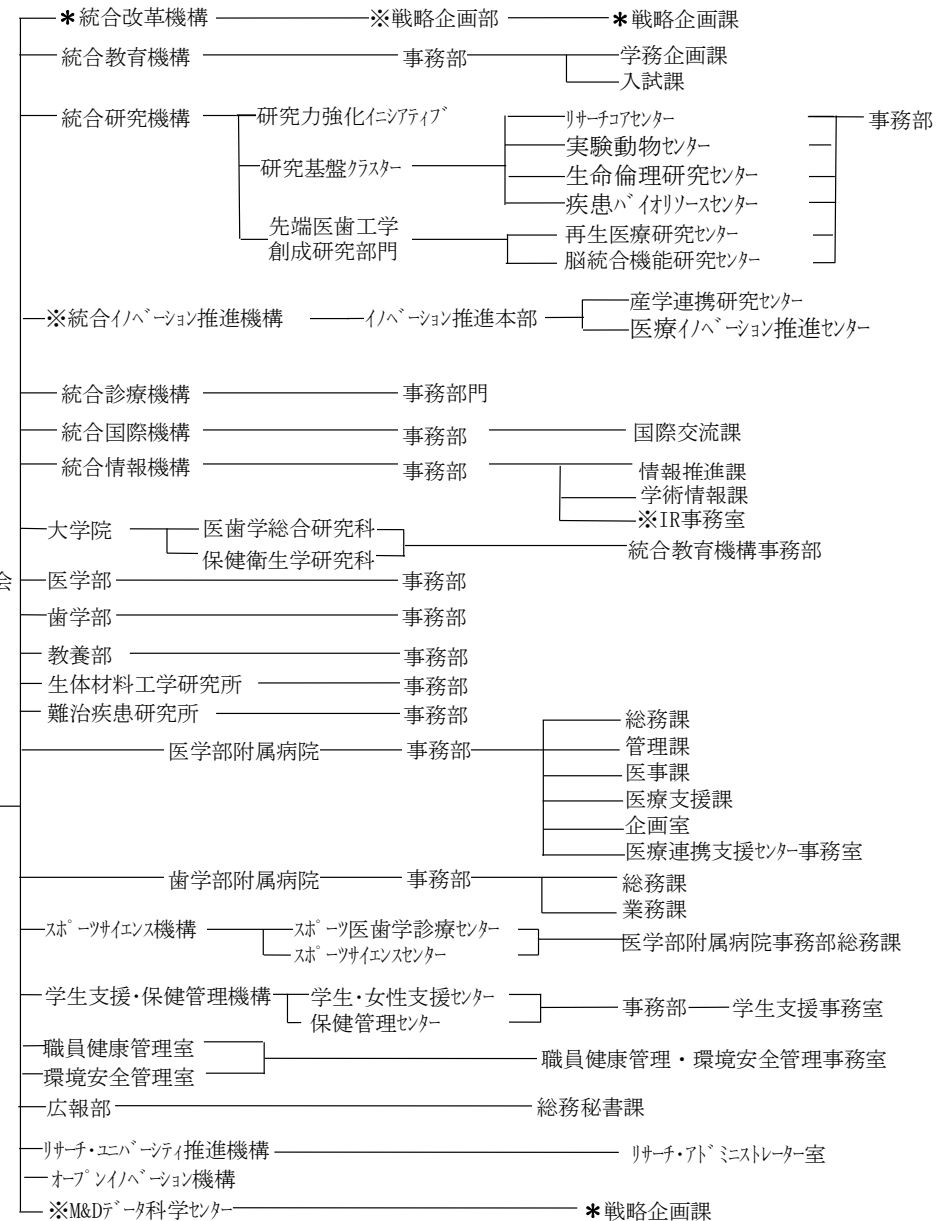 ＊統合改革機構 ※戦略企画部 ＊戦略企画課
統合教育機構 事務部 学務企画課
入試課
統合研究機構 研究力強化ｲﾆｼｱﾃｨﾌﾞ ﾘｻｰﾁｺｱｾﾝﾀｰ 事務部
実験動物ｾﾝﾀｰ
研究基盤ｸﾗｽﾀｰ 生命倫理研究ｾﾝﾀｰ
疾患ﾊﾞｲｵﾘｿｰｽｾﾝﾀｰ
先端医歯工学 再生医療研究ｾﾝﾀｰ
創成研究部門 脳統合機能研究ｾﾝﾀｰ
※統合ｲﾉﾍﾞｰｼｮﾝ推進機構 ｲﾉﾍﾞｰｼｮﾝ推進本部 産学連携研究ｾﾝﾀｰ
医療ｲﾉﾍﾞｰｼｮﾝ推進ｾﾝﾀｰ
統合診療機構 事務部門
統合国際機構 事務部 国際交流課
統合情報機構 事務部 情報推進課
学術情報課
※IR事務室
大学院 医歯学総合研究科
保健衛生学研究科 統合教育機構事務部
会 医学部 事務部
歯学部 事務部
教養部 事務部
生体材料工学研究所 事務部
難治疾患研究所 事務部
医学部附属病院 事務部 総務課
管理課
医事課
医療支援課
企画室
医療連携支援ｾﾝﾀｰ事務室
歯学部附属病院 事務部 総務課
業務課
ｽﾎﾟｰﾂｻｲｴﾝｽ機構 ｽﾎﾟｰﾂ医歯学診療ｾﾝﾀｰ 医学部附属病院事務部総務課
ｽﾎﾟｰﾂｻｲｴﾝｽｾﾝﾀｰ
学生支援・保健管理機構 学生・女性支援ｾﾝﾀｰ 事務部 学生支援事務室
保健管理ｾﾝﾀｰ
職員健康管理室 職員健康管理・環境安全管理事務室
環境安全管理室
広報部 総務秘書課
ﾘｻｰﾁ・ﾕﾆﾊﾞｰｼﾃｨ推進機構 ﾘｻｰﾁ・ｱﾄﾞﾐﾆｽﾄﾚｰﾀｰ室
ｵｰﾌﾟﾝｲﾉﾍﾞｰｼｮﾝ機構
※M&Dﾃﾞｰﾀ科学ｾﾝﾀｰ ＊戦略企画課